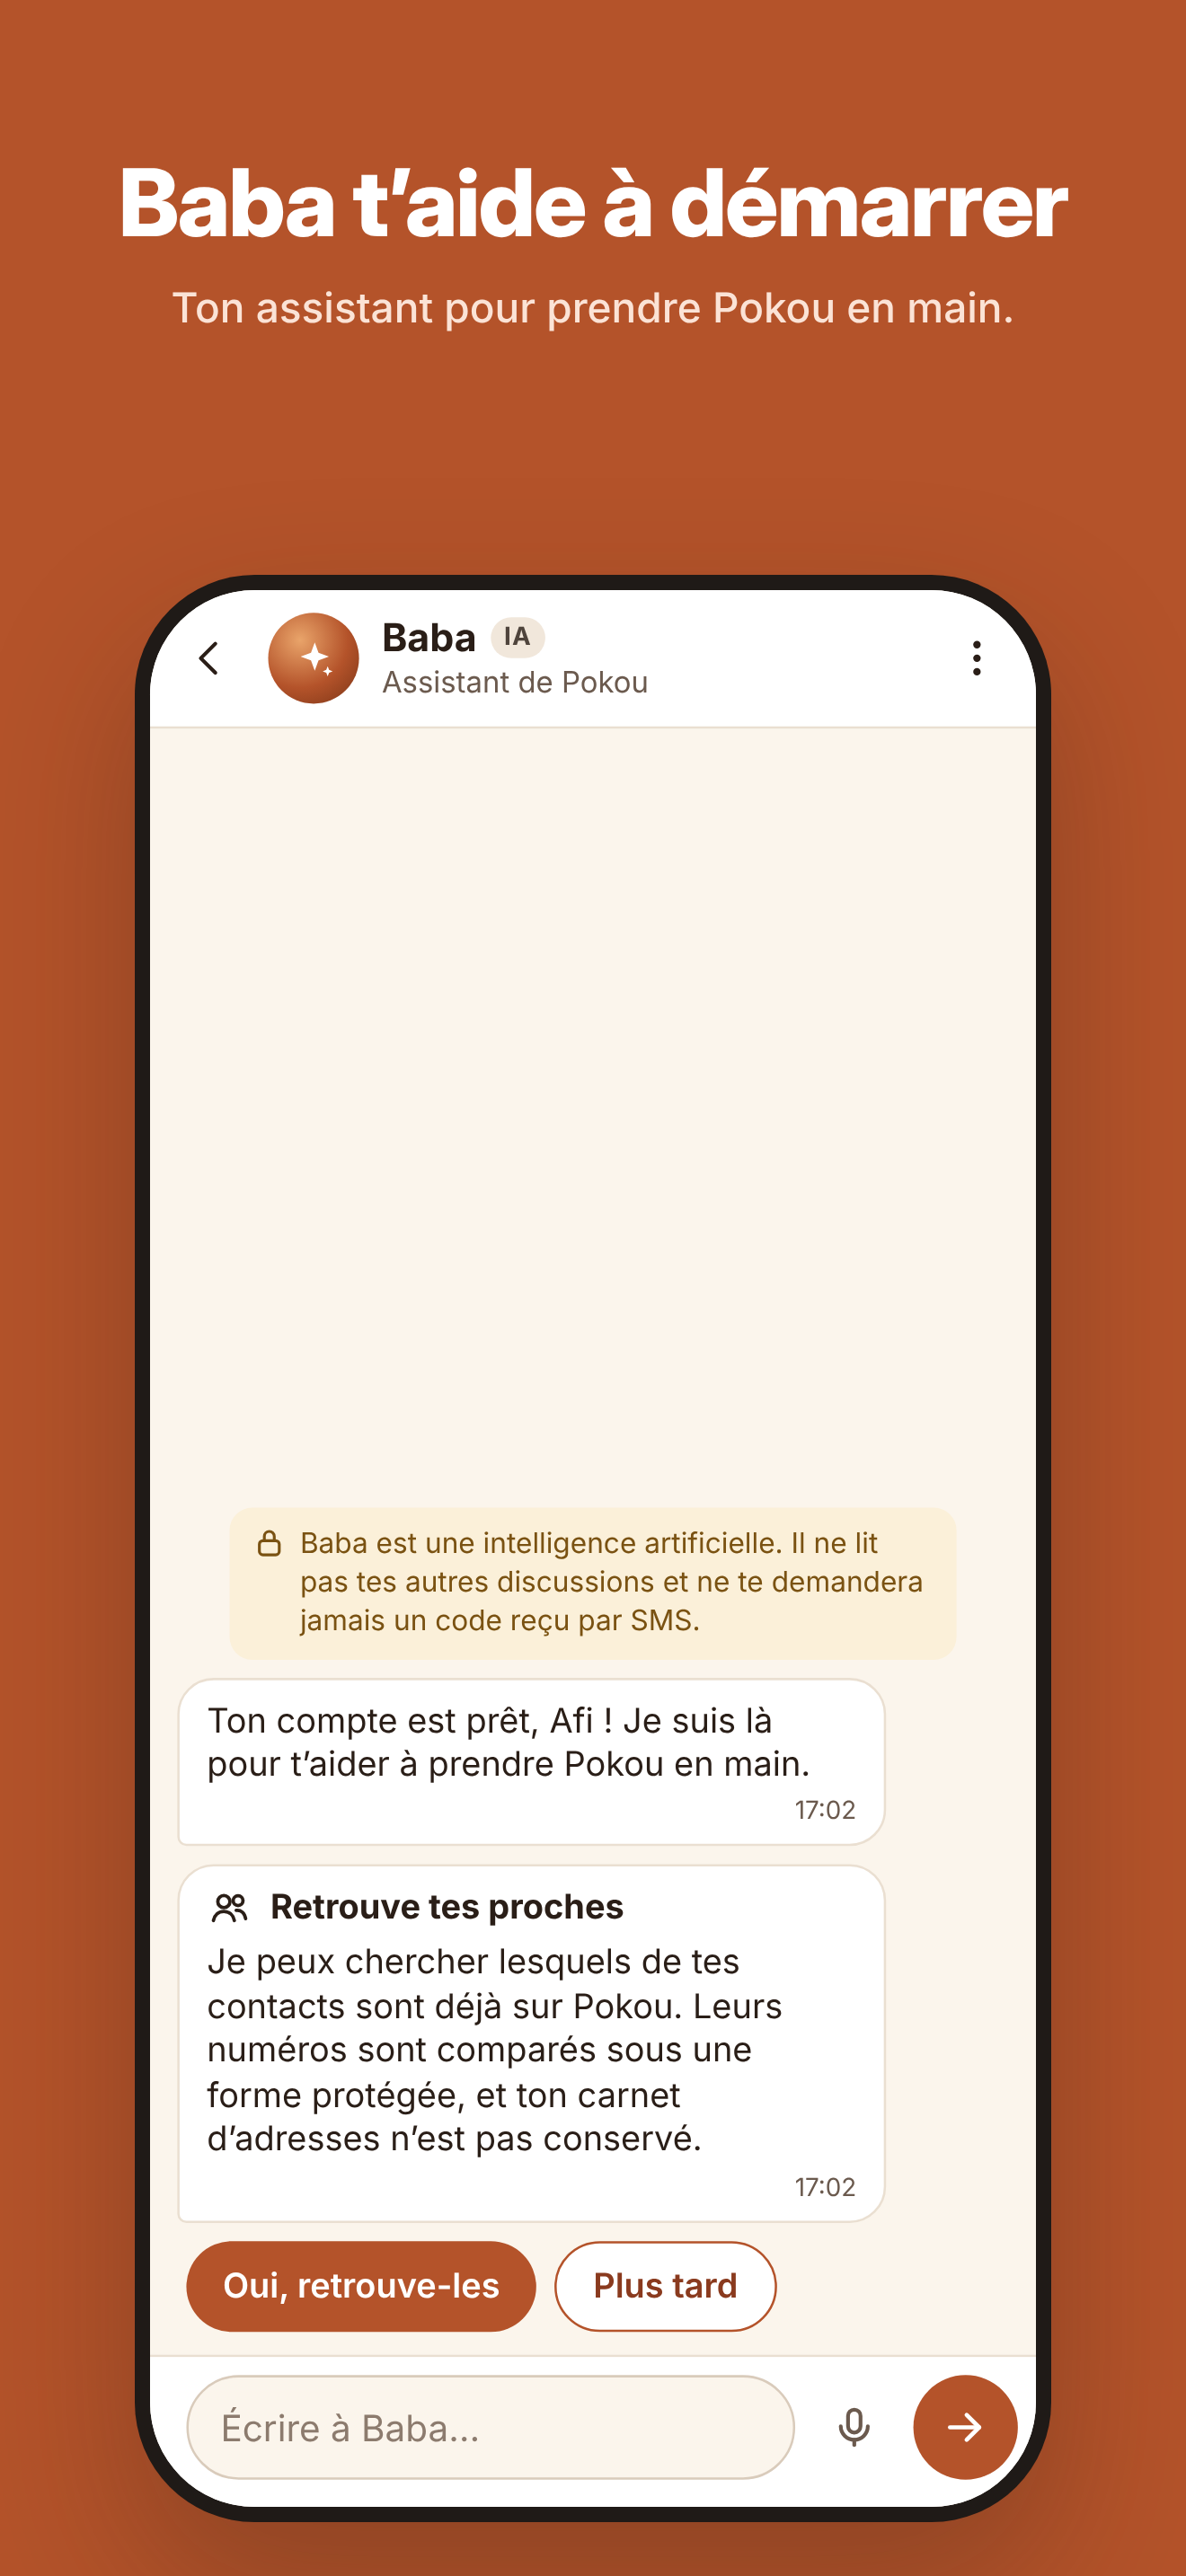 Baba t’aide à démarrer
Ton assistant pour prendre Pokou en main.
Baba IA
Assistant de Pokou
Baba est une intelligence artificielle. Il ne lit
pas tes autres discussions et ne te demandera
jamais un code reçu par SMS.
Ton compte est prêt, Afi ! Je suis là
pour t’aider à prendre Pokou en main.
17:02
Retrouve tes proches
Je peux chercher lesquels de tes
contacts sont déjà sur Pokou. Leurs
numéros sont comparés sous une
forme protégée, et ton carnet
d’adresses n’est pas conservé.
17:02
Oui, retrouve-les
Plus tard
Écrire à Baba…